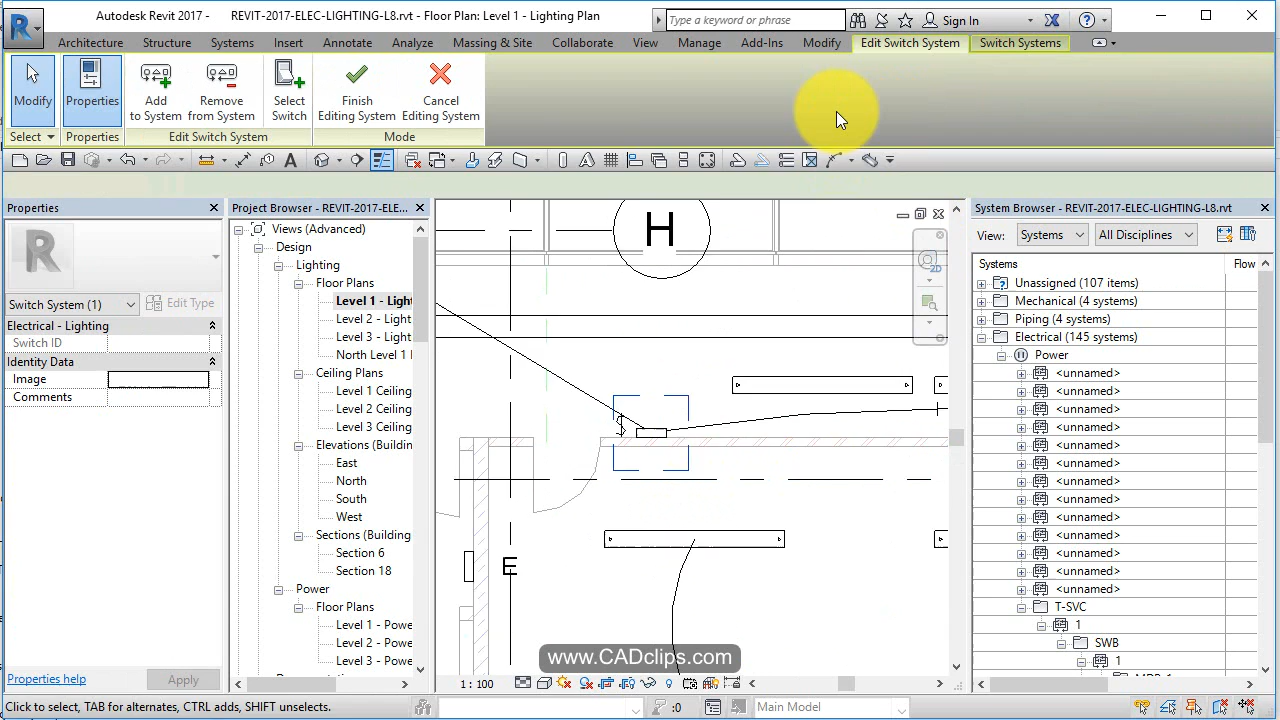 Autodesk Revit 2017 - REVIT-2017-ELEC-LIGHTING-L8.rvt - Floor Plan: Level 1 - Lighting Plan
Type a keyword or phrase
Sign In
Architecture Structure Systems Insert Annotate Analyze Massing & Site Collaborate View Manage Add-Ins Modify Edit Switch System Switch Systems
Modify Properties Add to System Remove from System Select Switch Finish Editing System Cancel Editing System
Select Properties Edit Switch System Mode
Properties
Switch System (1) Edit Type
Electrical - Lighting
Switch ID
Identity Data
Image
Comments
Properties help Apply
Project Browser - REVIT-2017-ELE...
Views (Advanced)
Design
Lighting
Floor Plans
Level 1 - Light
Level 2 - Light
Level 3 - Light
North Level 1
Ceiling Plans
Level 1 Ceiling
Level 2 Ceiling
Level 3 Ceiling
Elevations (Building
East
North
South
West
Sections (Building
Section 6
Section 18
Power
Floor Plans
Level 1 - Powe
Level 2 - Powe
Level 3 - Powe
H
2D
E
www.CADclips.com
1 : 100
System Browser - REVIT-2017-ELEC-LIGHTING-L8.rvt
View: Systems All Disciplines
Systems Flow
Unassigned (107 items)
Mechanical (4 systems)
Piping (4 systems)
Electrical (145 systems)
Power
<unnamed>
<unnamed>
<unnamed>
<unnamed>
<unnamed>
<unnamed>
<unnamed>
<unnamed>
<unnamed>
<unnamed>
<unnamed>
<unnamed>
<unnamed>
T-SVC
1
SWB
1
Click to select, TAB for alternates, CTRL adds, SHIFT unselects.
:0
Main Model